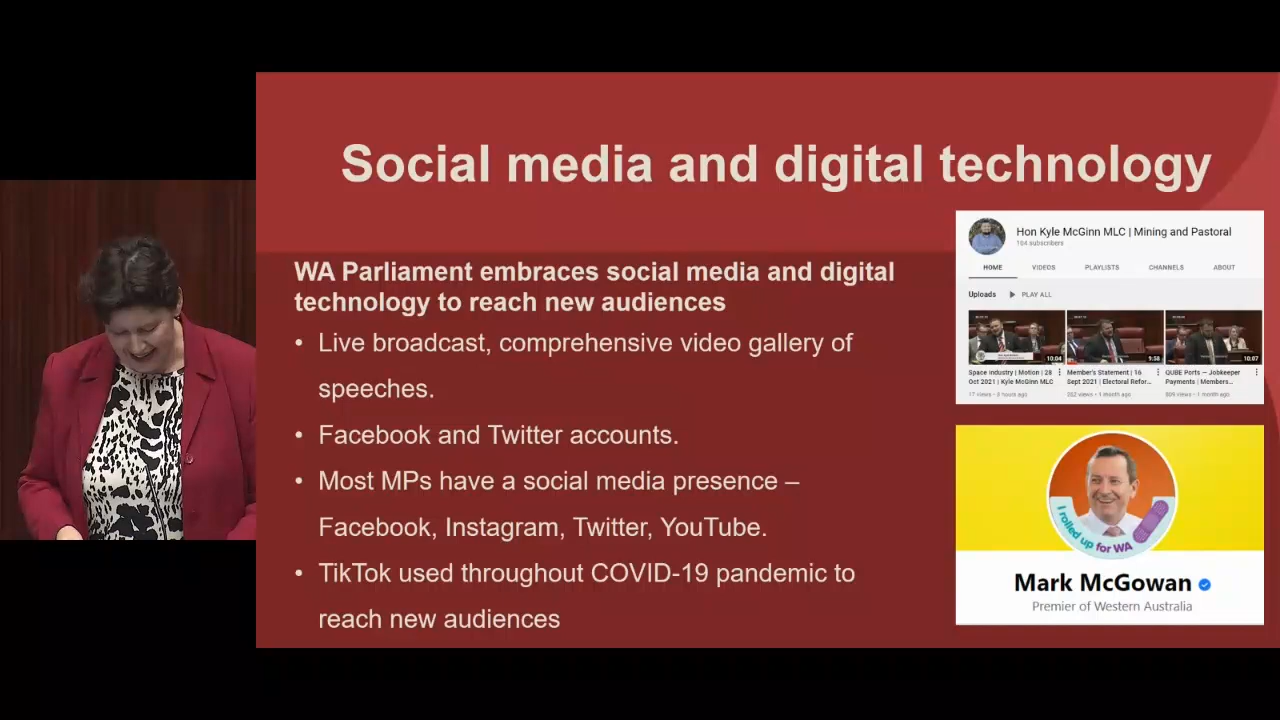 Social media and digital technology
WA Parliament embraces social media and digital
technology to reach new audiences
• Live broadcast, comprehensive video gallery of
speeches.
• Facebook and Twitter accounts.
• Most MPs have a social media presence –
Facebook, Instagram, Twitter, YouTube.
• TikTok used throughout COVID-19 pandemic to
reach new audiences
Hon Kyle McGinn MLC | Mining and Pastoral
104 subscribers
HOME VIDEOS PLAYLISTS CHANNELS ABOUT
Uploads PLAY ALL
10:04 9:58 10:07
Space Industry | Motion | 28
Oct 2021 | Kyle McGinn MLC
17 views • 3 hours ago
Member's Statement | 16
Sept 2021 | Electoral Refor...
202 views • 1 month ago
QUBE Ports — Jobkeeper
Payments | Members...
views • 1 month ago
I rolled up for WA
Mark McGowan
Premier of Western Australia